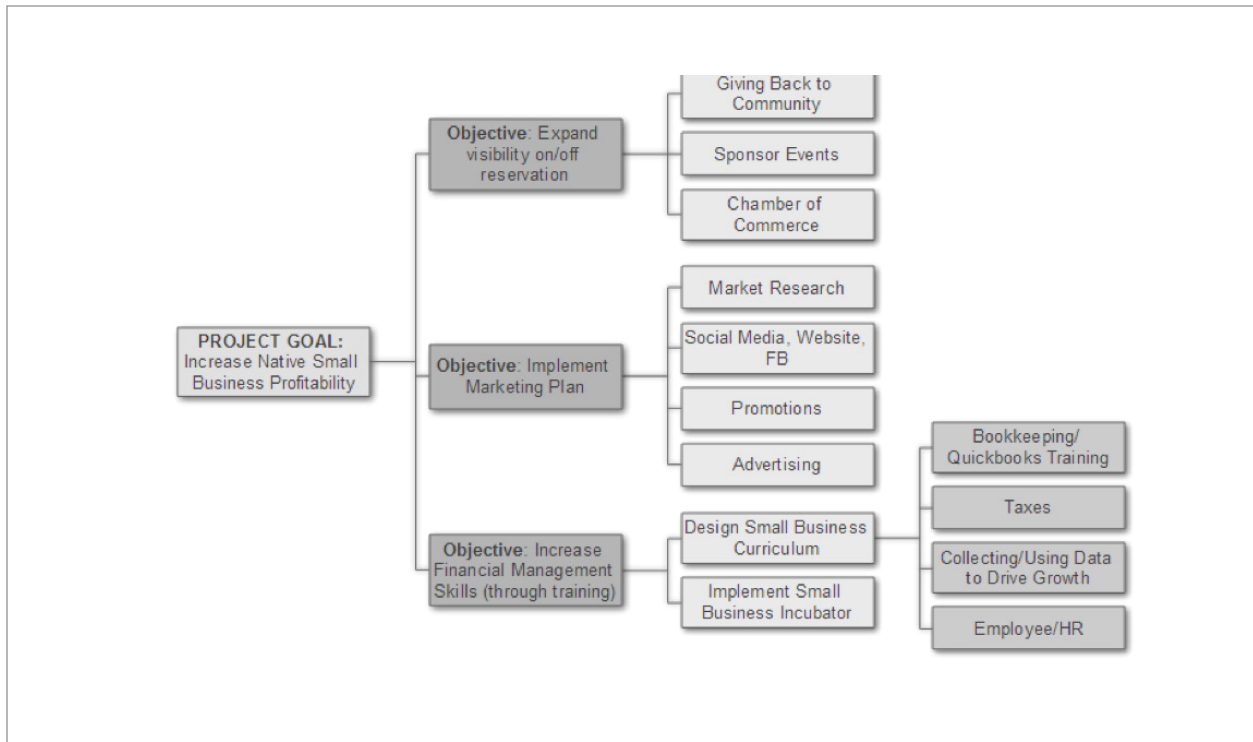 Giving Back to
Community
Objective: Expand
visibility on/off
reservation
Sponsor Events
Chamber of
Commerce
Market Research
PROJECT GOAL:
Increase Native Small
Business Profitability
Objective: Implement
Marketing Plan
Social Media, Website,
FB
Promotions
Advertising
Objective: Increase
Financial Management
Skills (through training)
Design Small Business
Curriculum
Implement Small
Business Incubator
Bookkeeping/
Quickbooks Training
Taxes
Collecting/Using Data
to Drive Growth
Employee/HR